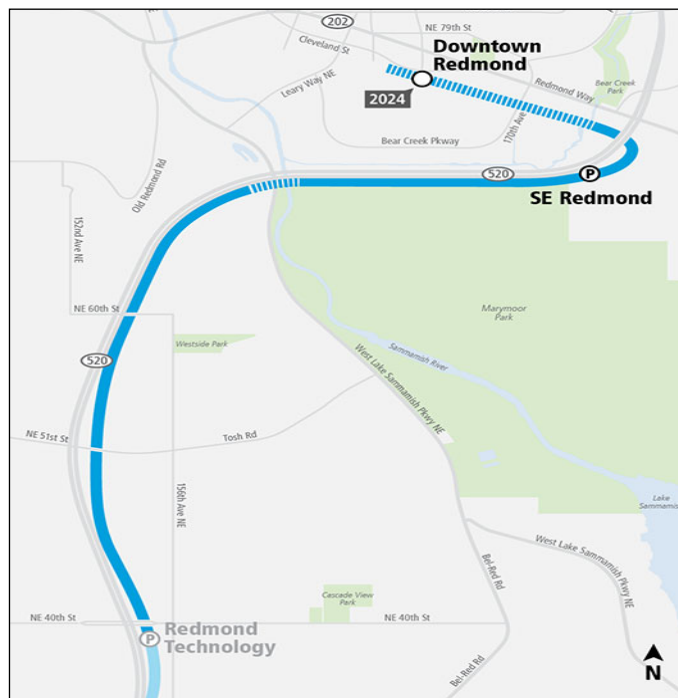 202
NE 79th St
Cleveland St
Downtown
Redmond
2024
Leary Way NE
Redmond Way
Bear Creek
Park
170th Ave
Bear Creek Pkway
520
P
SE Redmond
Old Redmond Rd
152nd Ave NE
NE 60th St
Marymoor
Park
Westside Park
520
Sammamish River
West Lake Sammamish Pkwy NE
NE 51st St
Tosh Rd
156th Ave NE
Lake
Sammamish
West Lake Sammamish Pkwy NE
Bel-Red Rd
Cascade View
Park
NE 40th St
NE 40th St
P
Redmond
Technology
Bel-Red Rd
N